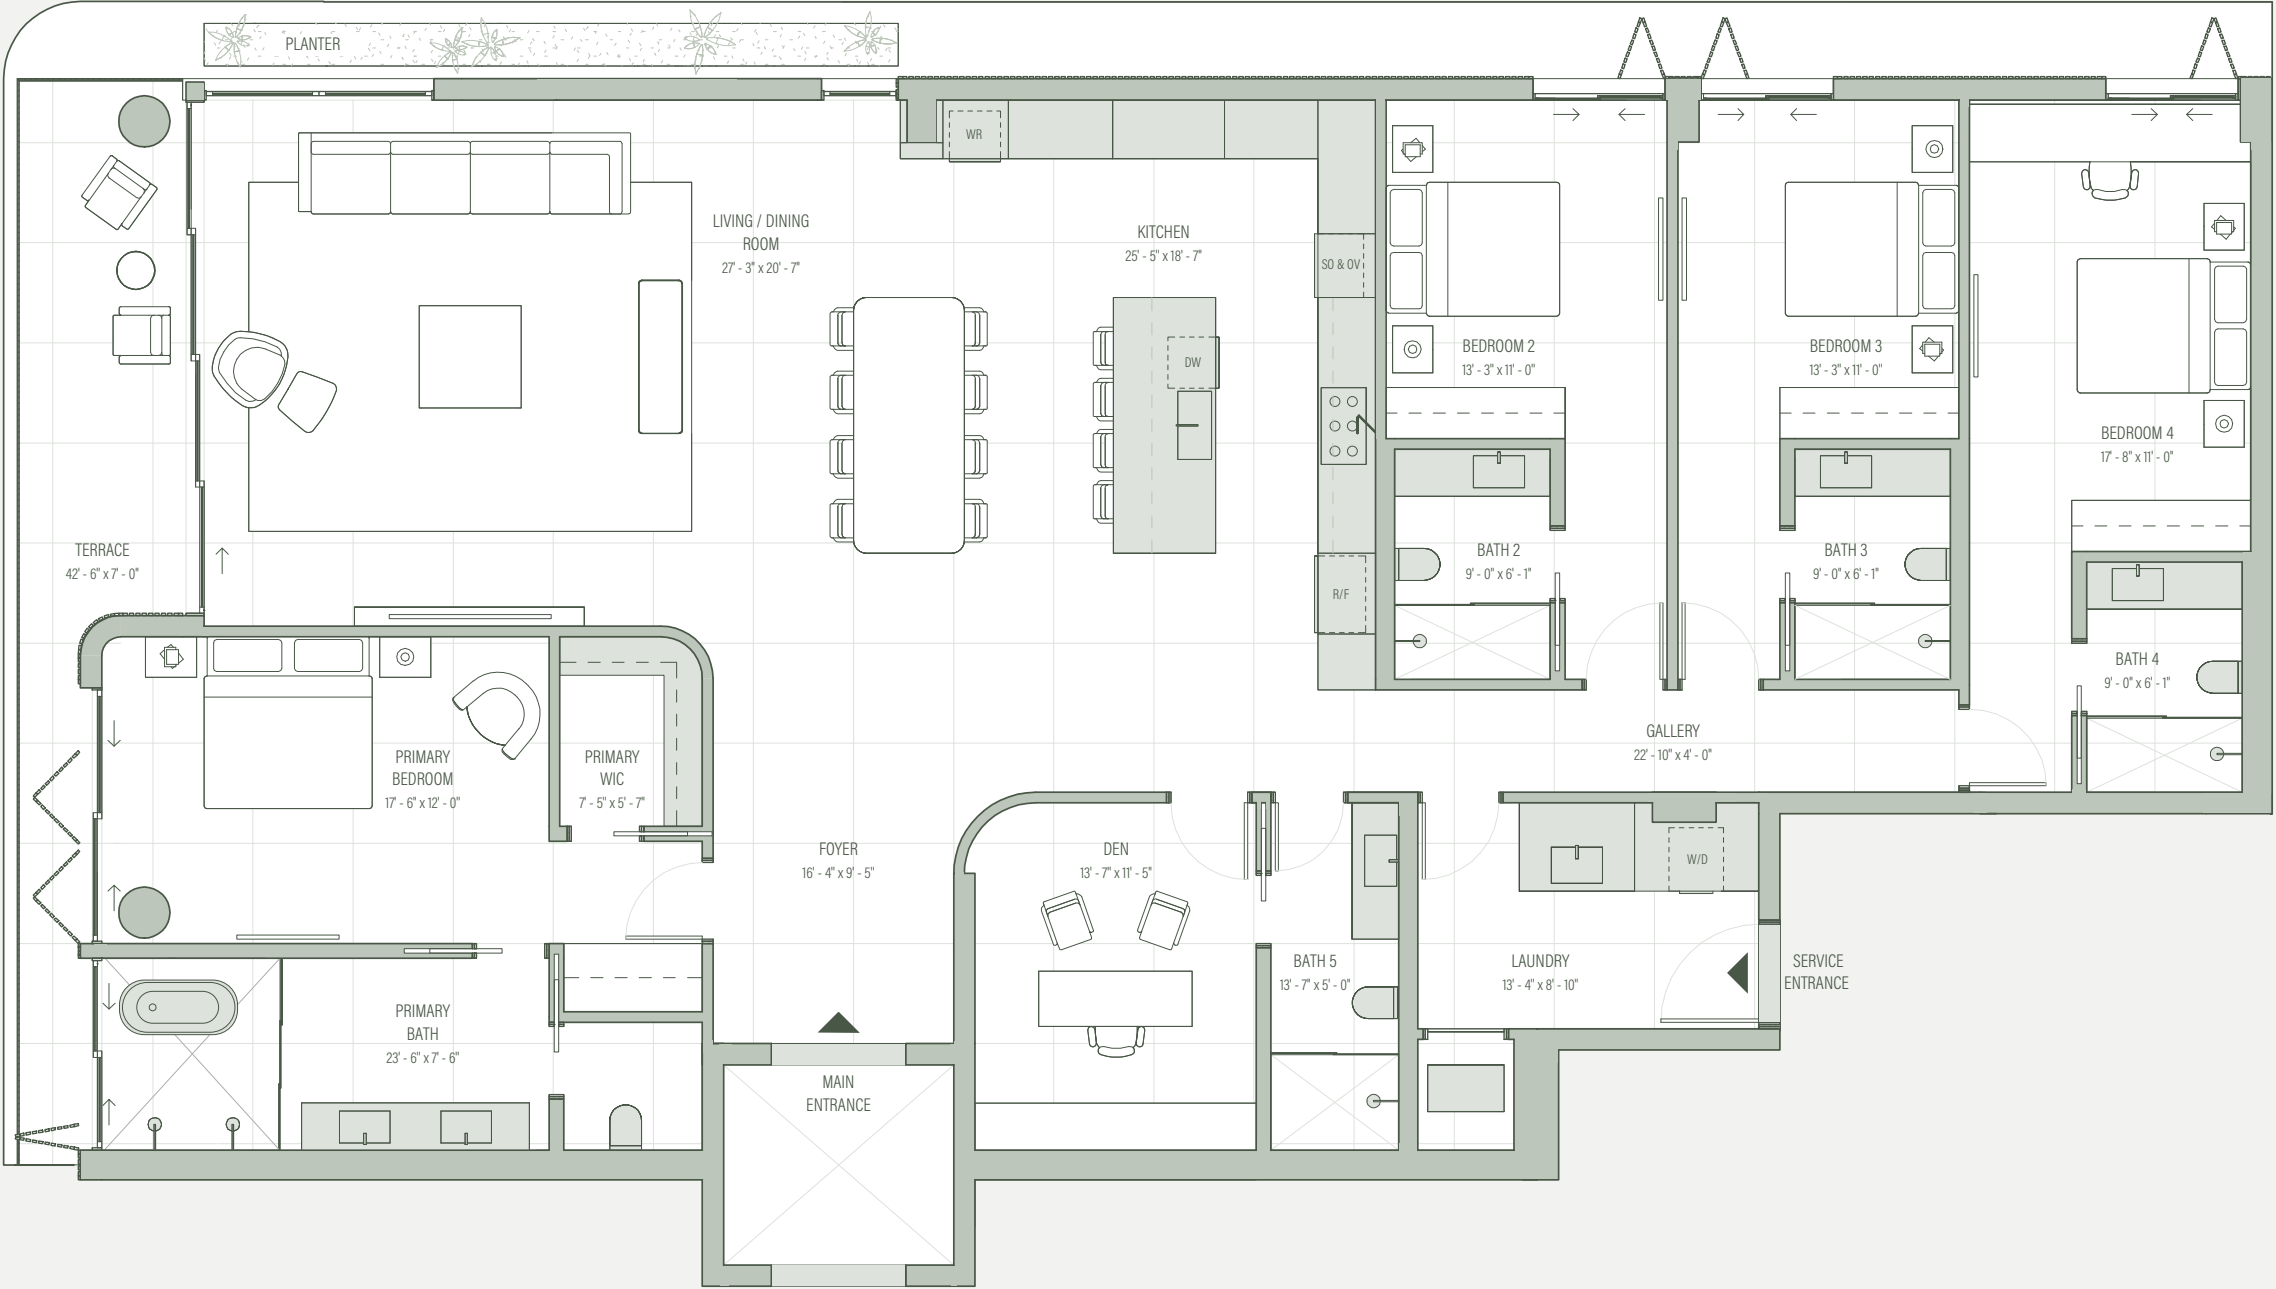 PLANTER
WR
LIVING / DINING
ROOM
27' - 3" x 20' - 7"
KITCHEN
25' - 5" x 18' - 7"
SO & OV
DW
R/F
BEDROOM 2
13' - 3" x 11' - 0"
BEDROOM 3
13' - 3" x 11' - 0"
BEDROOM 4
17' - 8" x 11' - 0"
TERRACE
42' - 6" x 7' - 0"
BATH 2
9' - 0" x 6' - 1"
BATH 3
9' - 0" x 6' - 1"
BATH 4
9' - 0" x 6' - 1"
GALLERY
22' - 10" x 4' - 0"
PRIMARY
BEDROOM
17' - 6" x 12' - 0"
PRIMARY
WIC
7' - 5" x 5' - 7"
FOYER
16' - 4" x 9' - 5"
DEN
13' - 7" x 11' - 5"
W/D
BATH 5
13' - 7" x 5' - 0"
LAUNDRY
13' - 4" x 8' - 10"
SERVICE
ENTRANCE
PRIMARY
BATH
23' - 6" x 7' - 6"
MAIN
ENTRANCE